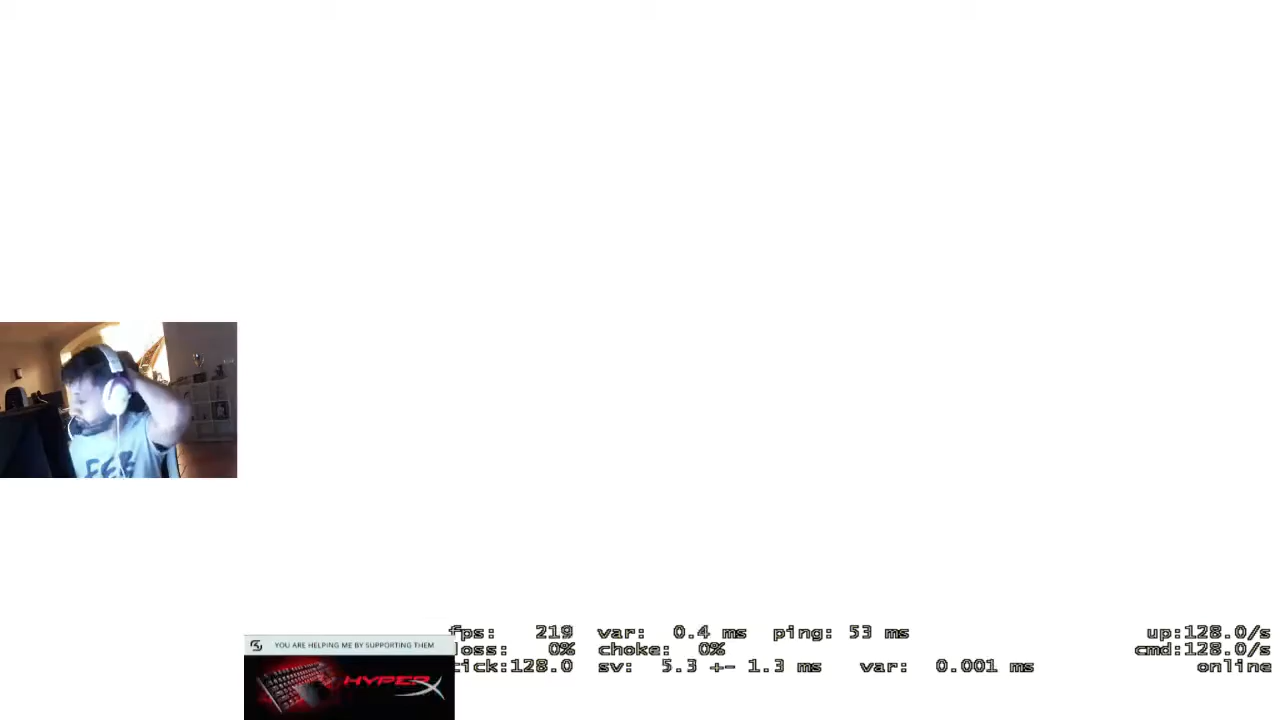 fps: 219 var: 0.4 ms ping: 53 ms
up:128.0/s
loss: 0% choke: 0%
cmd:128.0/s
tick:128.0 sv: 5.3 +- 1.3 ms var: 0.001 ms
online
YOU ARE HELPING ME BY SUPPORTING THEM
HYPERX